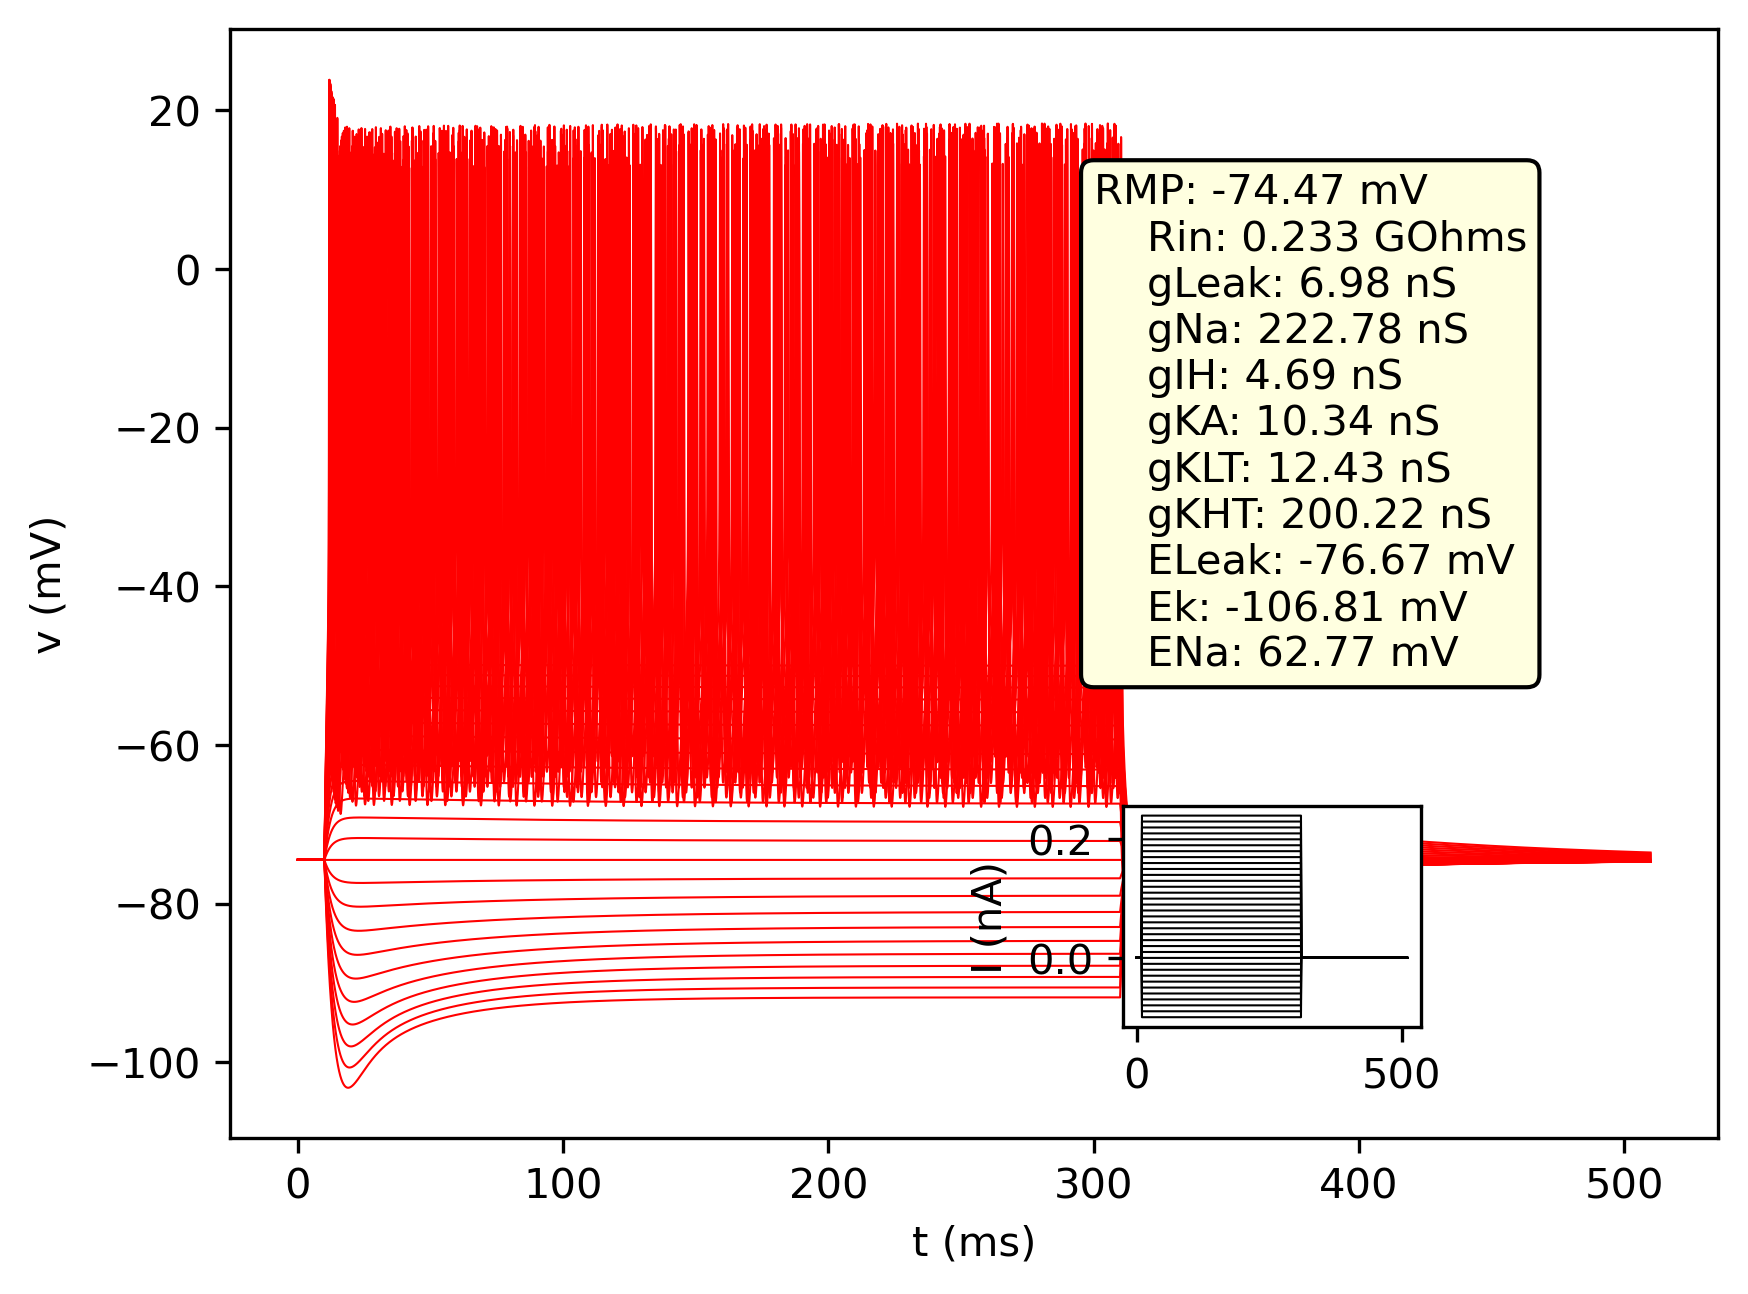 20
0
−20
−40
−60
−80
−100
v (mV)
0
100
200
300
400
500
t (ms)
RMP: -74.47 mV
Rin: 0.233 GOhms
gLeak: 6.98 nS
gNa: 222.78 nS
gIH: 4.69 nS
gKA: 10.34 nS
gKLT: 12.43 nS
gKHT: 200.22 nS
ELeak: -76.67 mV
Ek: -106.81 mV
ENa: 62.77 mV
0.2
0.0
I (nA)
0
500